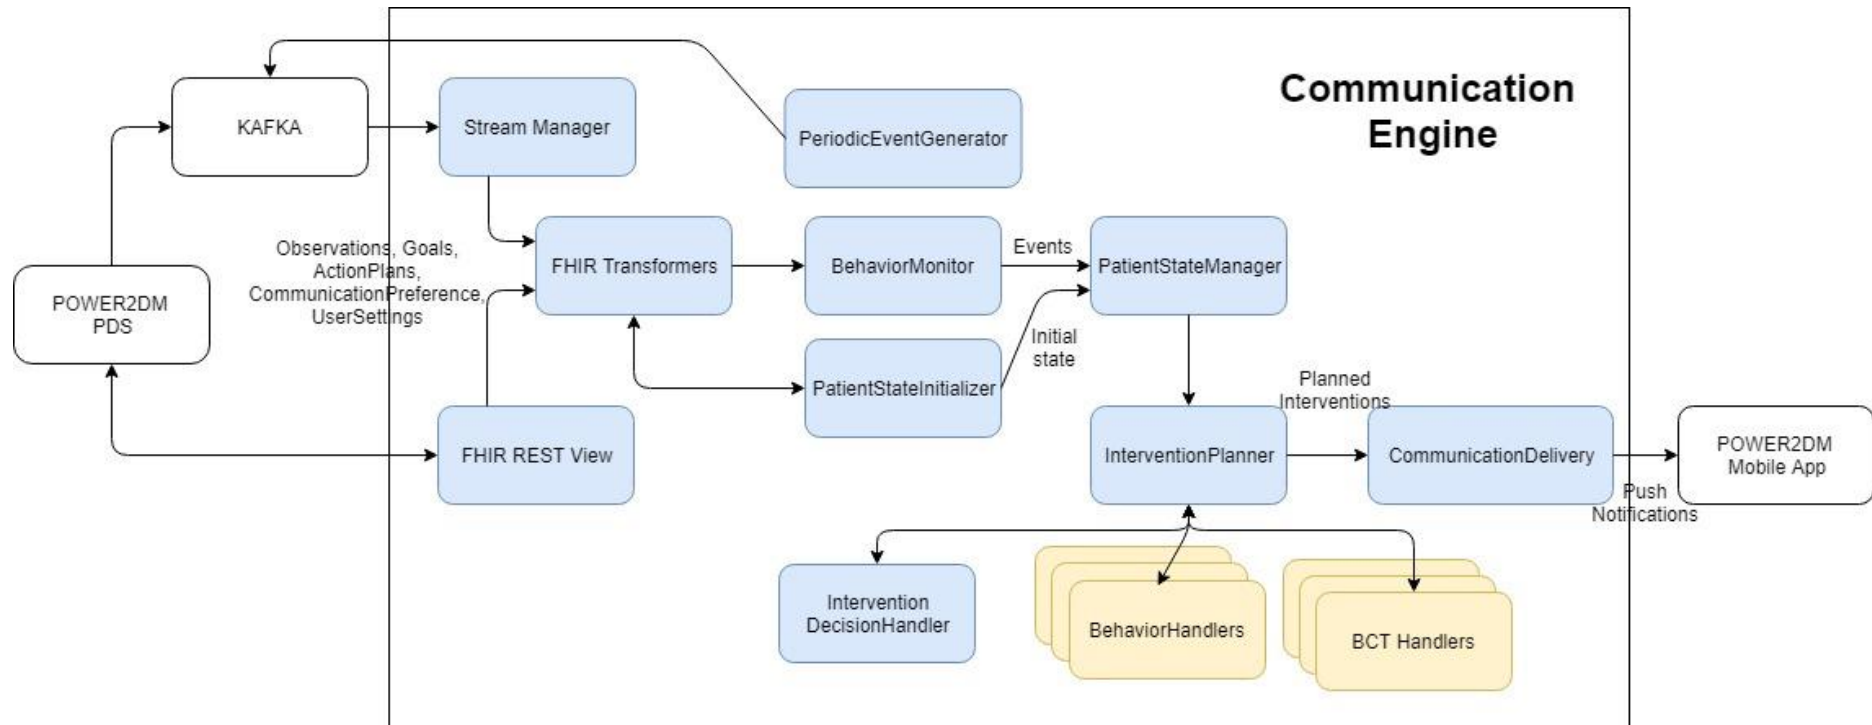 Communication
Engine
KAFKA
Stream Manager
PeriodicEventGenerator
Observations, Goals,
ActionPlans,
CommunicationPreference,
UserSettings
FHIR Transformers
BehaviorMonitor
Events
PatientStateManager
POWER2DM
PDS
PatientStateInitializer
Initial
state
Planned
Interventions
FHIR REST View
InterventionPlanner
CommunicationDelivery
POWER2DM
Mobile App
Push
Notifications
Intervention
DecisionHandler
BehaviorHandlers
BCT Handlers